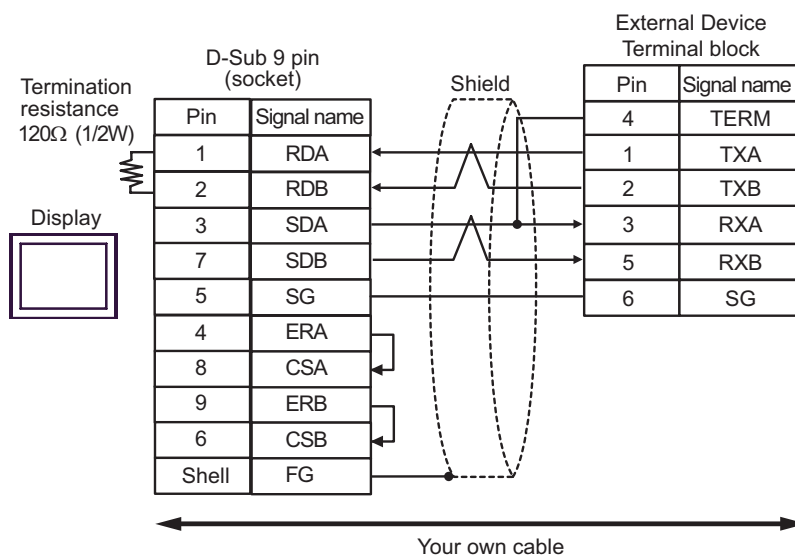 External Device
Terminal block
D-Sub 9 pin
(socket)
Shield
Termination
resistance
120Ω (1/2W)
Display
Pin Signal name
1 RDA
2 RDB
3 SDA
7 SDB
5 SG
4 ERA
8 CSA
9 ERB
6 CSB
Shell FG
Pin Signal name
4 TERM
1 TXA
2 TXB
3 RXA
5 RXB
6 SG
Your own cable